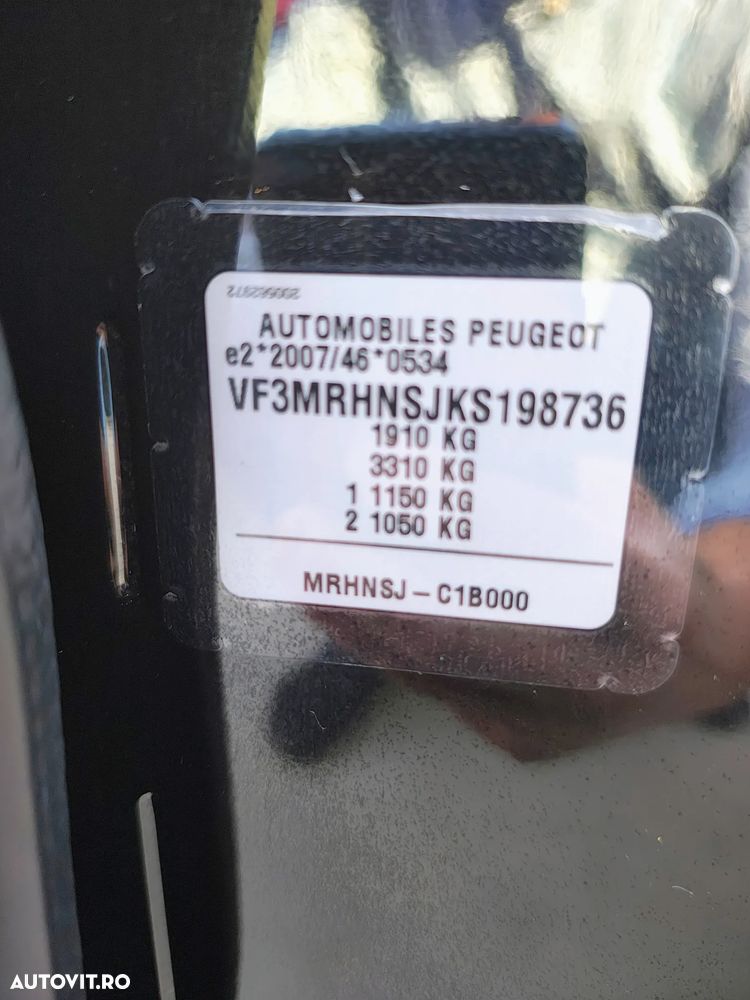 200562972
AUTOMOBILES PEUGEOT
e2*2007/46*0534
VF3MRHNSJKS198736
1910 KG
3310 KG
1 1150 KG
2 1050 KG
MRHNSJ – C1B000
AUTOVIT.RO